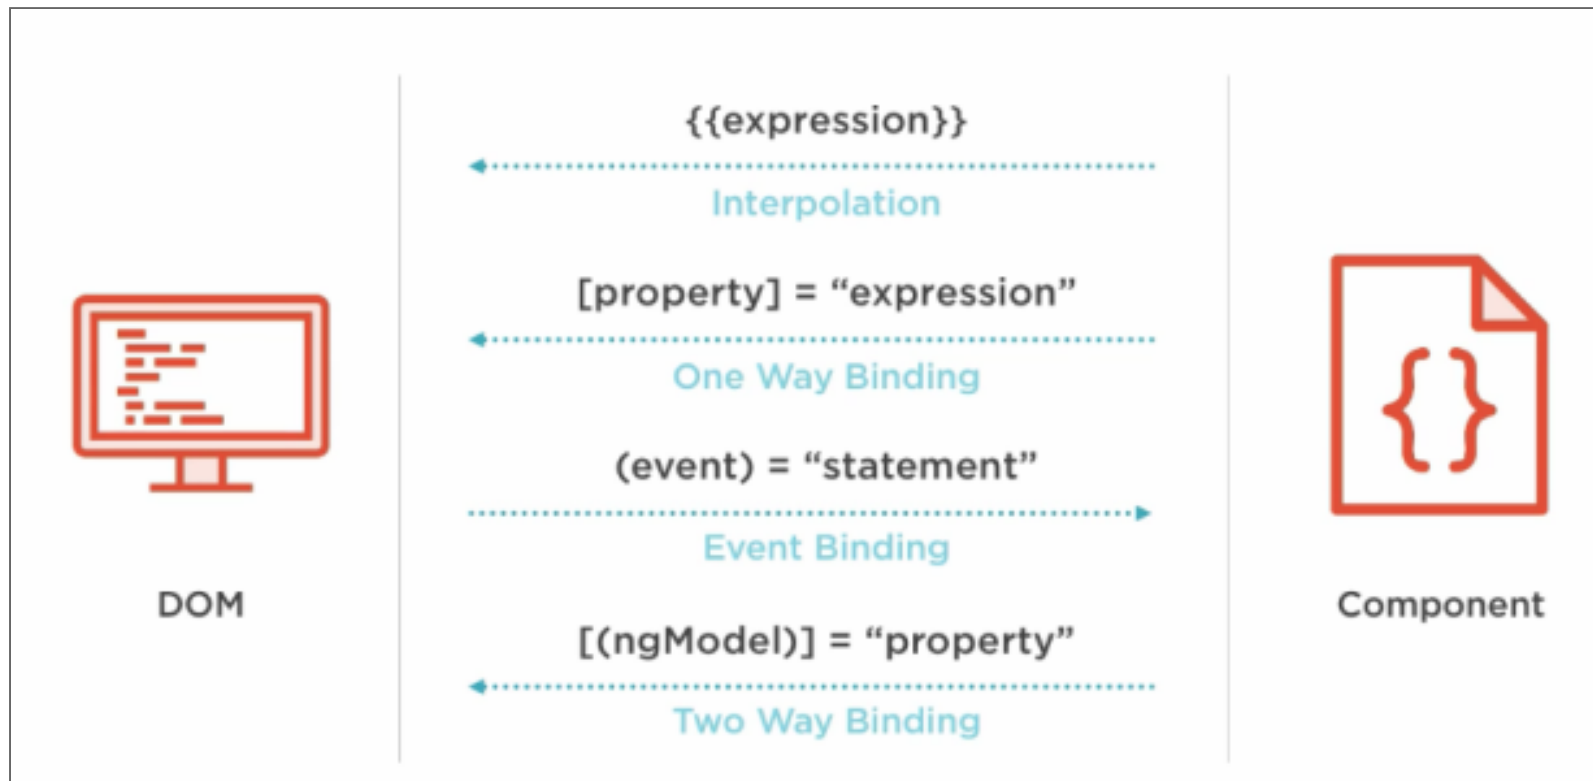 {{expression}}
Interpolation
[property] = “expression”
One Way Binding
(event) = “statement”
Event Binding
DOM
Component
[(ngModel)] = “property”
Two Way Binding